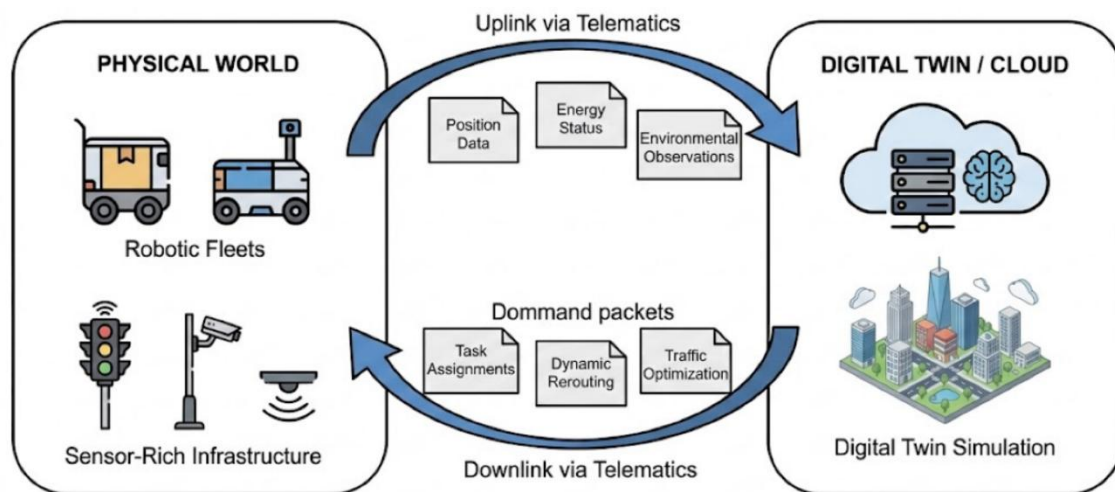 Uplink via Telematics
PHYSICAL WORLD
DIGITAL TWIN / CLOUD
Position
Data
Energy
Status
Environmental
Observations
Robotic Fleets
Dommand packets
Task
Assignments
Dynamic
Rerouting
Traffic
Optimization
Sensor-Rich Infrastructure
Downlink via Telematics
Digital Twin Simulation